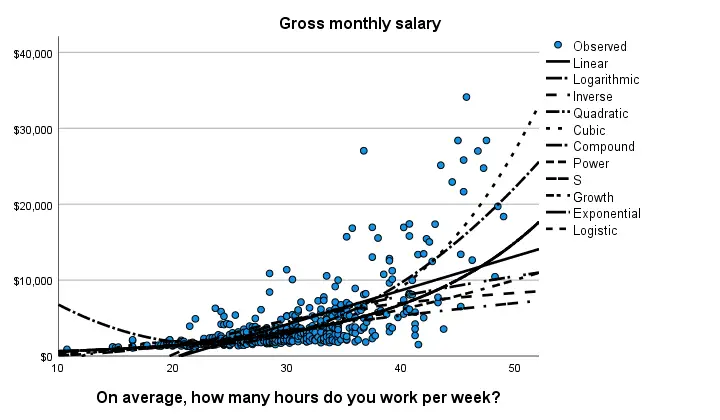 Gross monthly salary
$40,000
$30,000
$20,000
$10,000
$0
10 20 30 40 50
On average, how many hours do you work per week?
Observed
Linear
Logarithmic
Inverse
Quadratic
Cubic
Compound
Power
S
Growth
Exponential
Logistic